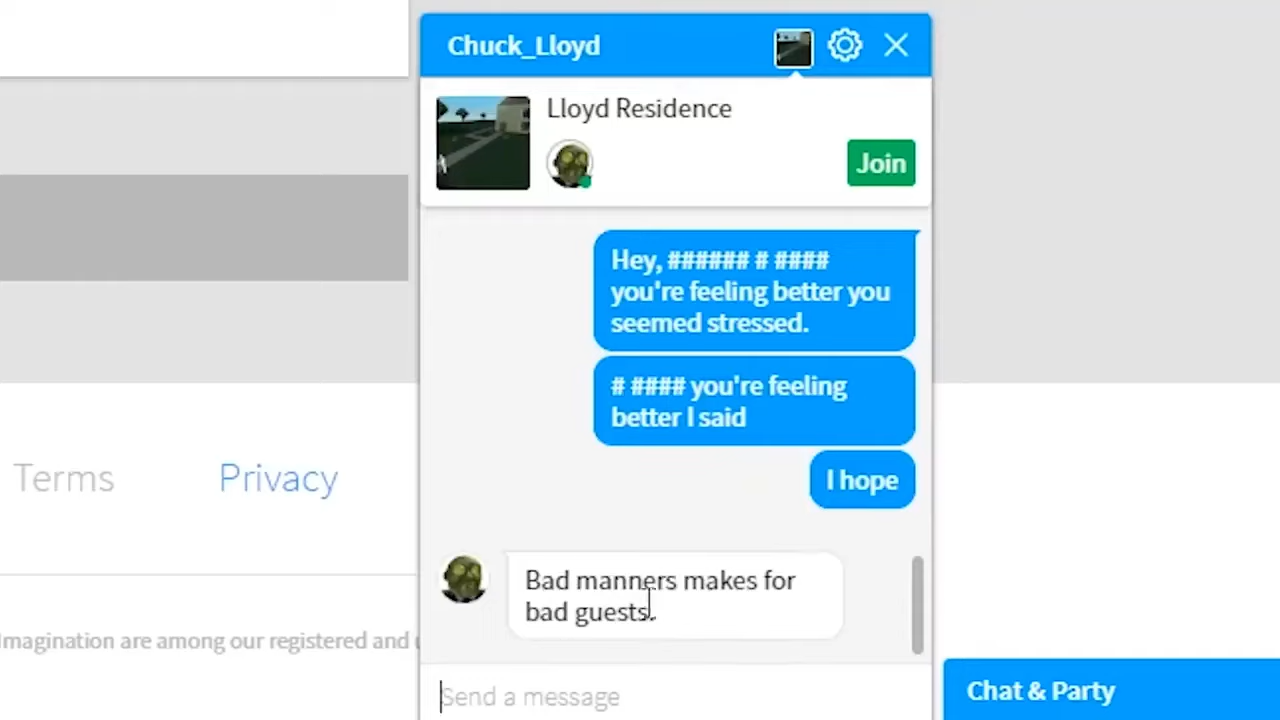 Chuck_Lloyd
Lloyd Residence
Join
Hey, ###### # ####
you're feeling better you
seemed stressed.
# #### you're feeling
better I said
I hope
Bad manners makes for
bad guests.
Send a message
Terms
Privacy
Imagination are among our registered and
Chat & Party